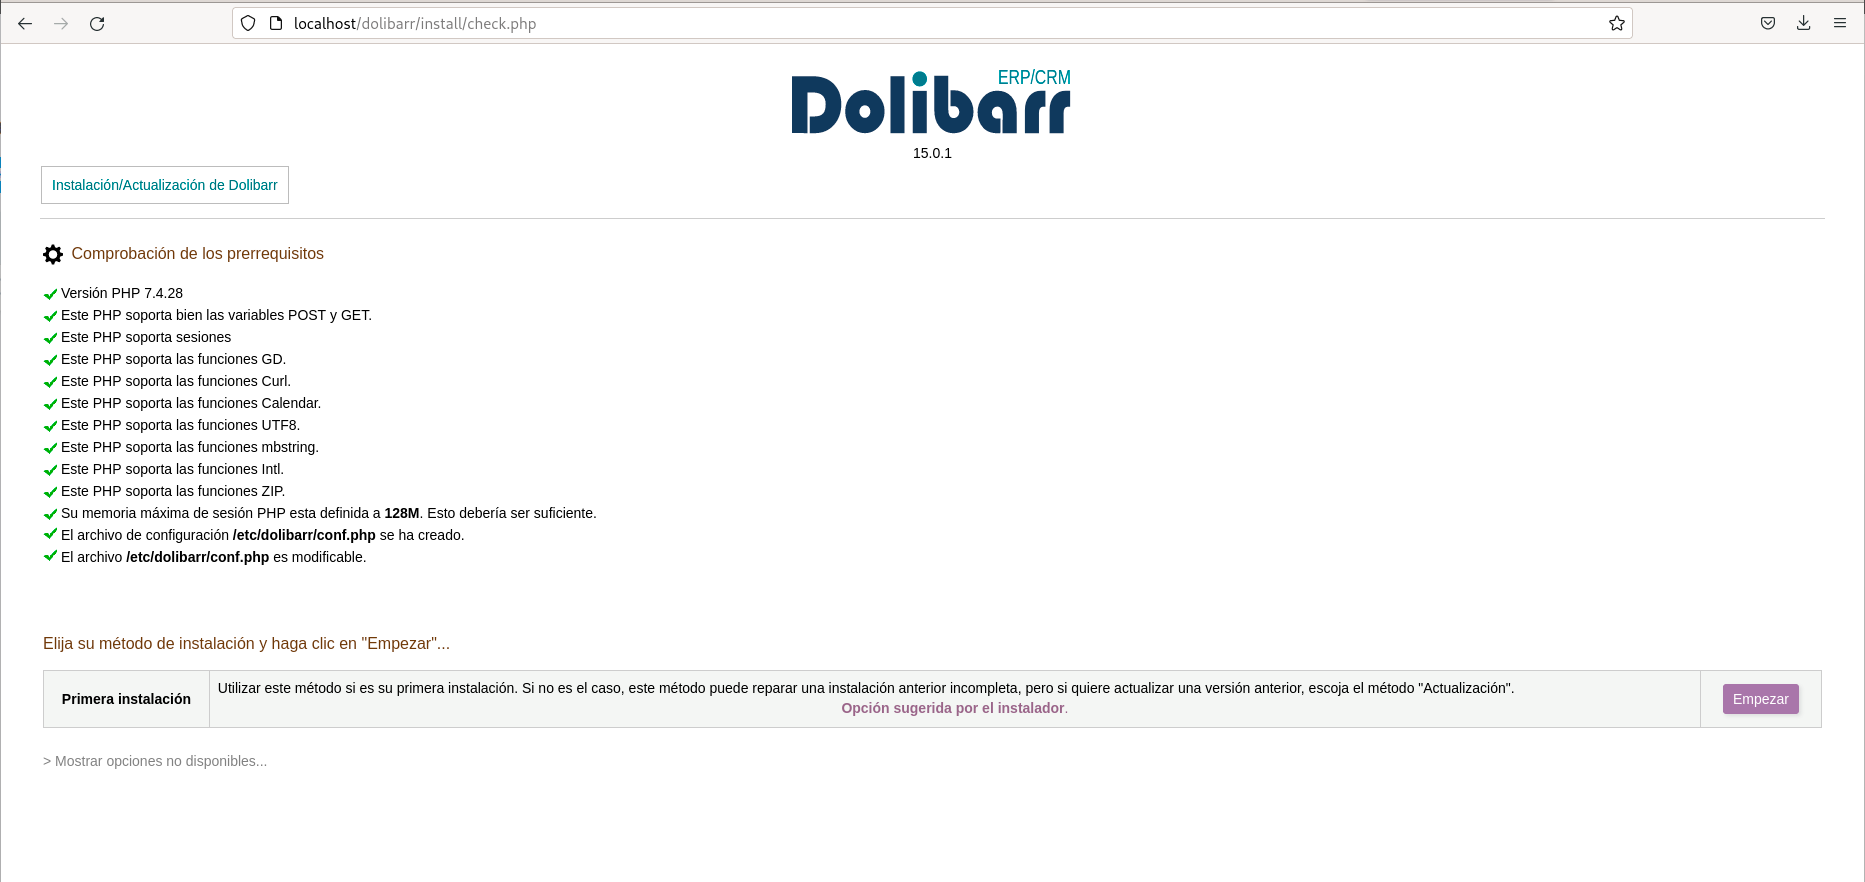 localhost/dolibarr/install/check.php
ERP/CRM
Dolibarr
15.0.1
Instalación/Actualización de Dolibarr
Comprobación de los prerrequisitos
Versión PHP 7.4.28
Este PHP soporta bien las variables POST y GET.
Este PHP soporta sesiones
Este PHP soporta las funciones GD.
Este PHP soporta las funciones Curl.
Este PHP soporta las funciones Calendar.
Este PHP soporta las funciones UTF8.
Este PHP soporta las funciones mbstring.
Este PHP soporta las funciones Intl.
Este PHP soporta las funciones ZIP.
Su memoria máxima de sesión PHP esta definida a 128M. Esto debería ser suficiente.
El archivo de configuración /etc/dolibarr/conf.php se ha creado.
El archivo /etc/dolibarr/conf.php es modificable.
Elija su método de instalación y haga clic en "Empezar"...
Primera instalación
Utilizar este método si es su primera instalación. Si no es el caso, este método puede reparar una instalación anterior incompleta, pero si quiere actualizar una versión anterior, escoja el método "Actualización".
Opción sugerida por el instalador.
Empezar
> Mostrar opciones no disponibles...